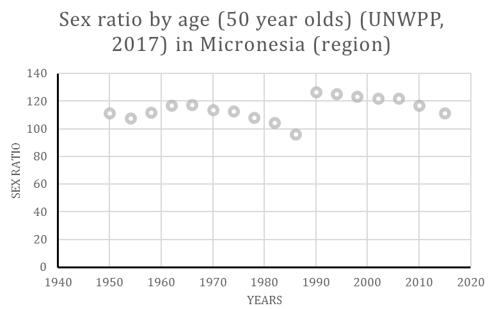 Sex ratio by age (50 year olds) (UNWPP,
2017) in Micronesia (region)
140
120
100
80
60
40
20
0
SEX RATIO
1940 1950 1960 1970 1980 1990 2000 2010 2020
YEARS